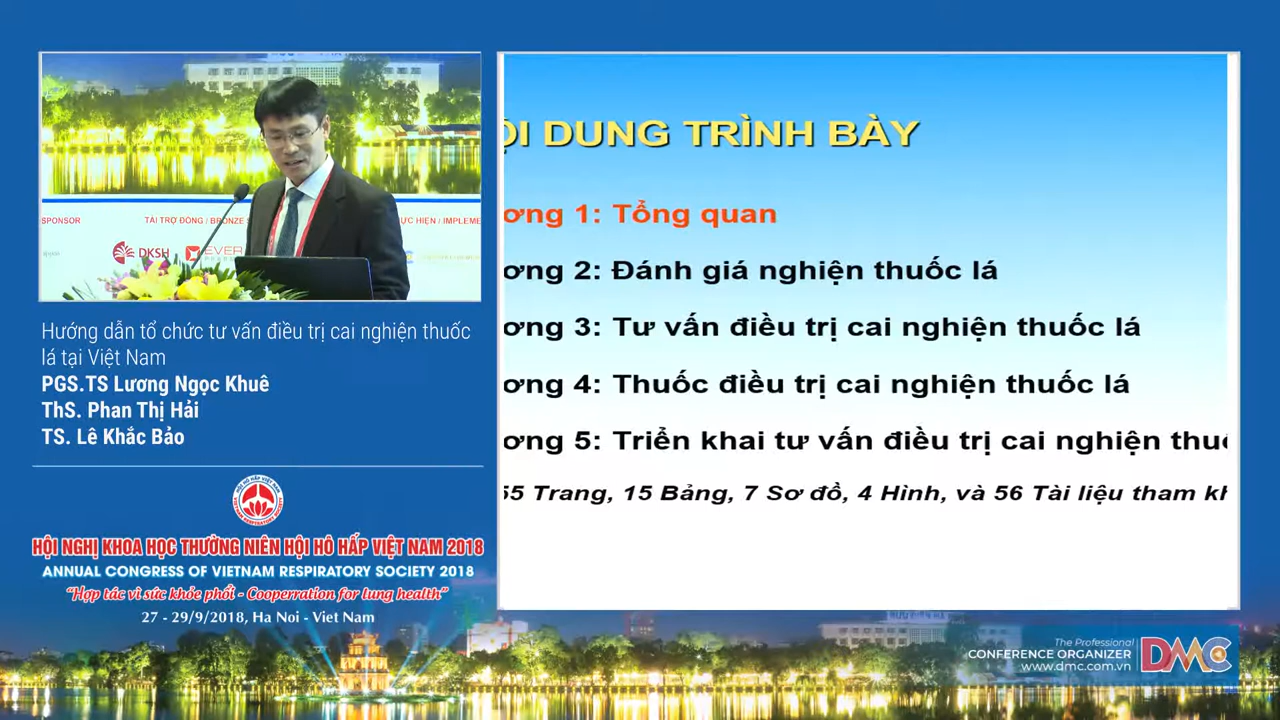 SPONSOR
TÀI TRỢ ĐỒNG / BRONZE
DKSH
EVER
Hướng dẫn tổ chức tư vấn điều trị cai nghiện thuốc
lá tại Việt Nam
PGS.TS Lương Ngọc Khuê
ThS. Phan Thị Hải
TS. Lê Khắc Bảo
HỘI NGHỊ KHOA HỌC THƯỜNG NIÊN HỘI HÔ HẤP VIỆT NAM 2018
ANNUAL CONGRESS OF VIETNAM RESPIRATORY SOCIETY 2018
“Hợp tác vì sức khỏe phổi - Cooperration for lung health”
27 - 29/9/2018, Ha Noi - Viet Nam
ỘI DUNG TRÌNH BÀY
ơng 1: Tổng quan
ơng 2: Đánh giá nghiện thuốc lá
ơng 3: Tư vấn điều trị cai nghiện thuốc lá
ơng 4: Thuốc điều trị cai nghiện thuốc lá
ơng 5: Triển khai tư vấn điều trị cai nghiện thuố
55 Trang, 15 Bảng, 7 Sơ đồ, 4 Hình, và 56 Tài liệu tham kh
The Professional
CONFERENCE ORGANIZER
www.dmc.com.vn
DMC